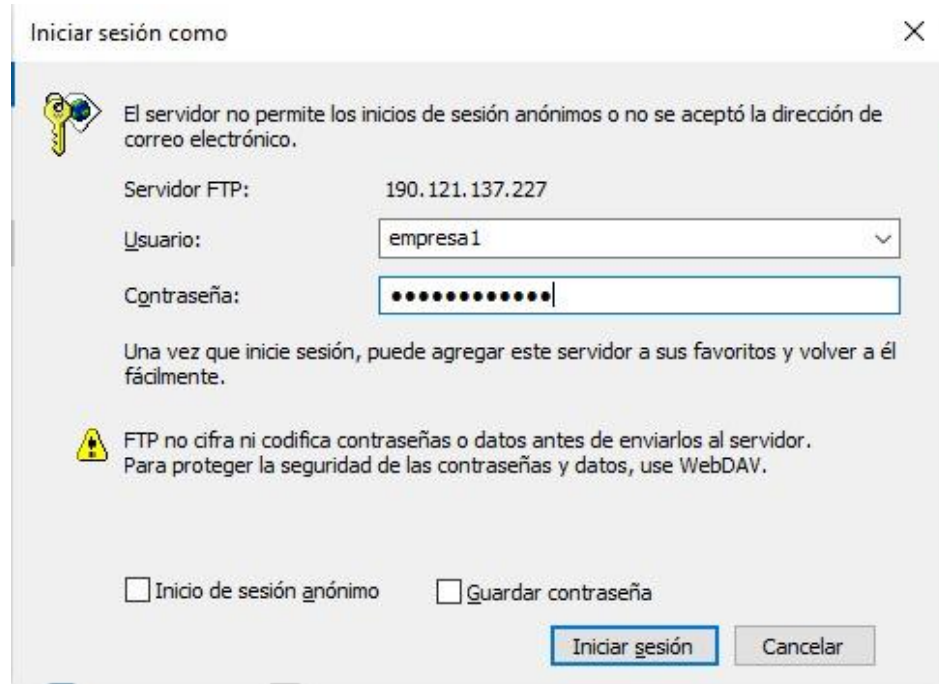 Iniciar sesión como
El servidor no permite los inicios de sesión anónimos o no se aceptó la dirección de
correo electrónico.
Servidor FTP: 190.121.137.227
Usuario: empresa1
Contraseña: ●●●●●●●●●●●●
Una vez que inicie sesión, puede agregar este servidor a sus favoritos y volver a él
fácilmente.
FTP no cifra ni codifica contraseñas o datos antes de enviarlos al servidor.
Para proteger la seguridad de las contraseñas y datos, use WebDAV.
Inicio de sesión anónimo Guardar contraseña
Iniciar sesión Cancelar